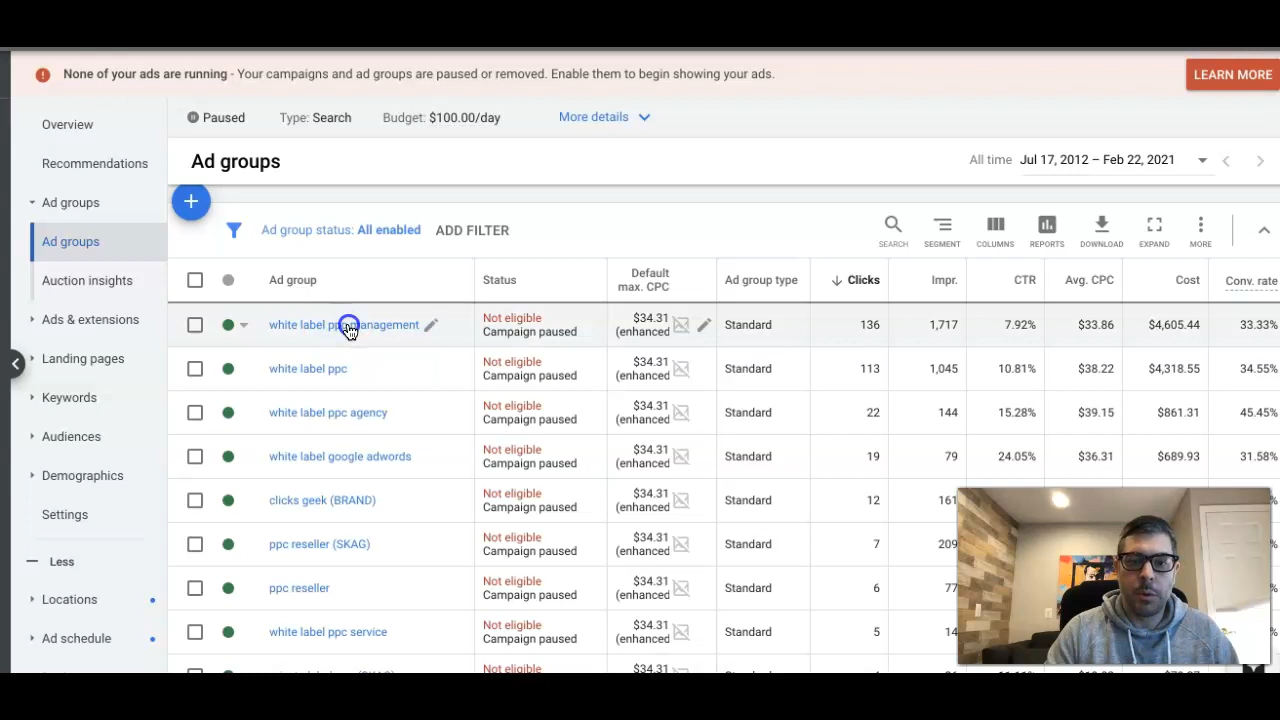 None of your ads are running - Your campaigns and ad groups are paused or removed. Enable them to begin showing your ads.
LEARN MORE
Overview
Recommendations
Ad groups
Ad groups
Auction insights
Ads & extensions
Landing pages
Keywords
Audiences
Demographics
Settings
Less
Locations
Ad schedule
Paused Type: Search Budget: $100.00/day More details
Ad groups All time Jul 17, 2012 – Feb 22, 2021
Ad group status: All enabled ADD FILTER
SEARCH SEGMENT COLUMNS REPORTS DOWNLOAD EXPAND MORE
Ad group Status Default max. CPC Ad group type Clicks Impr. CTR Avg. CPC Cost Conv. rate
white label ppc management Not eligible $34.31 Standard 136 1,717 7.92% $33.86 $4,605.44 33.33%
Campaign paused (enhanced
white label ppc Not eligible $34.31 Standard 113 1,045 10.81% $38.22 $4,318.55 34.55%
Campaign paused (enhanced
white label ppc agency Not eligible $34.31 Standard 22 144 15.28% $39.15 $861.31 45.45%
Campaign paused (enhanced
white label google adwords Not eligible $34.31 Standard 19 79 24.05% $36.31 $689.93 31.58%
Campaign paused (enhanced
clicks geek (BRAND) Not eligible $34.31 Standard 12 161
Campaign paused (enhanced
ppc reseller (SKAG) Not eligible $34.31 Standard 7 209
Campaign paused (enhanced
ppc reseller Not eligible $34.31 Standard 6 77
Campaign paused (enhanced
white label ppc service Not eligible $34.31 Standard 5 14
Campaign paused (enhanced
Not eligible $34.31